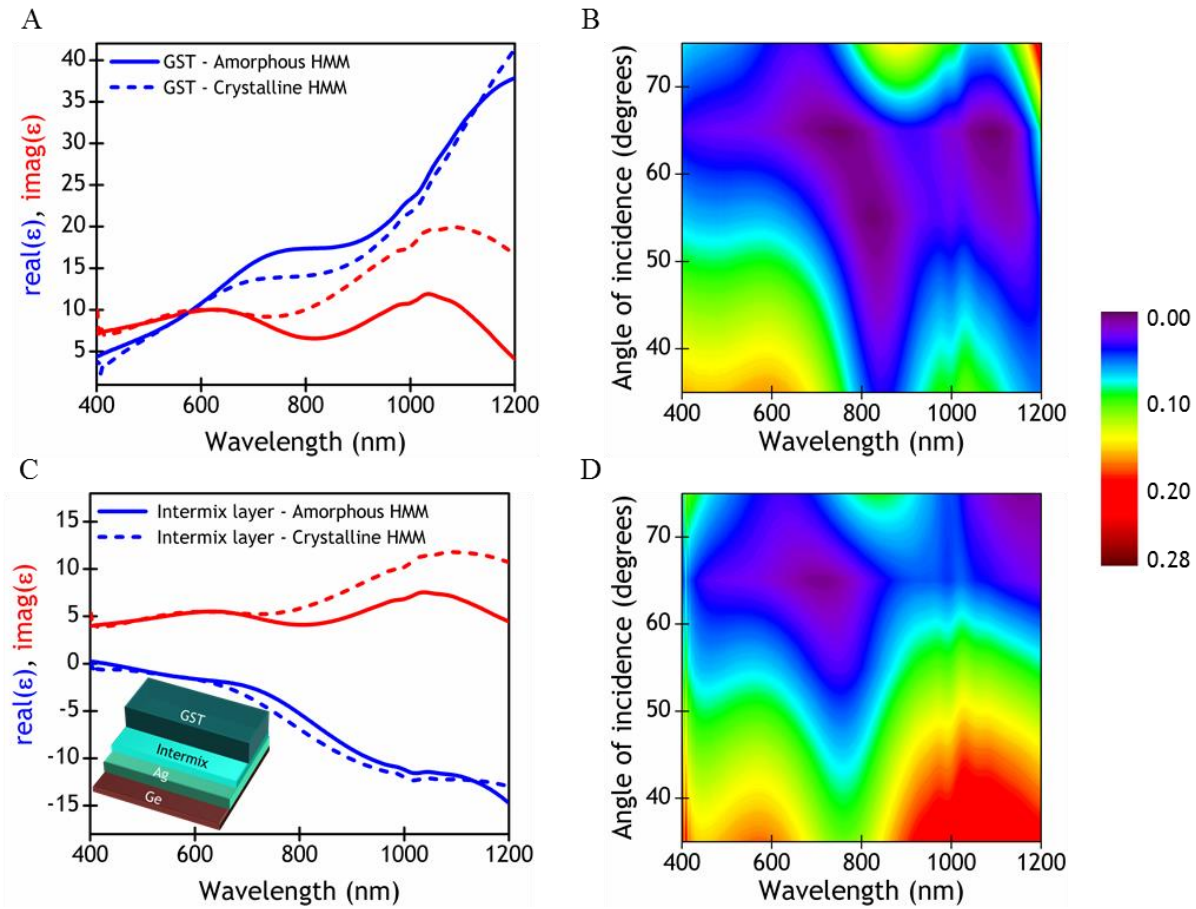 A
real(ε), imag(ε)
40
35
30
25
20
15
10
5
GST - Amorphous HMM
GST - Crystalline HMM
400 600 800 1000 1200
Wavelength (nm)
B
Angle of incidence (degrees)
70
60
50
40
400 600 800 1000 1200
Wavelength (nm)
0.00
0.10
0.20
0.28
C
real(ε), imag(ε)
15
10
5
0
-5
-10
-15
Intermix layer - Amorphous HMM
Intermix layer - Crystalline HMM
GST
Intermix
Ag
Ge
400 600 800 1000 1200
Wavelength (nm)
D
Angle of incidence (degrees)
70
60
50
40
400 600 800 1000 1200
Wavelength (nm)